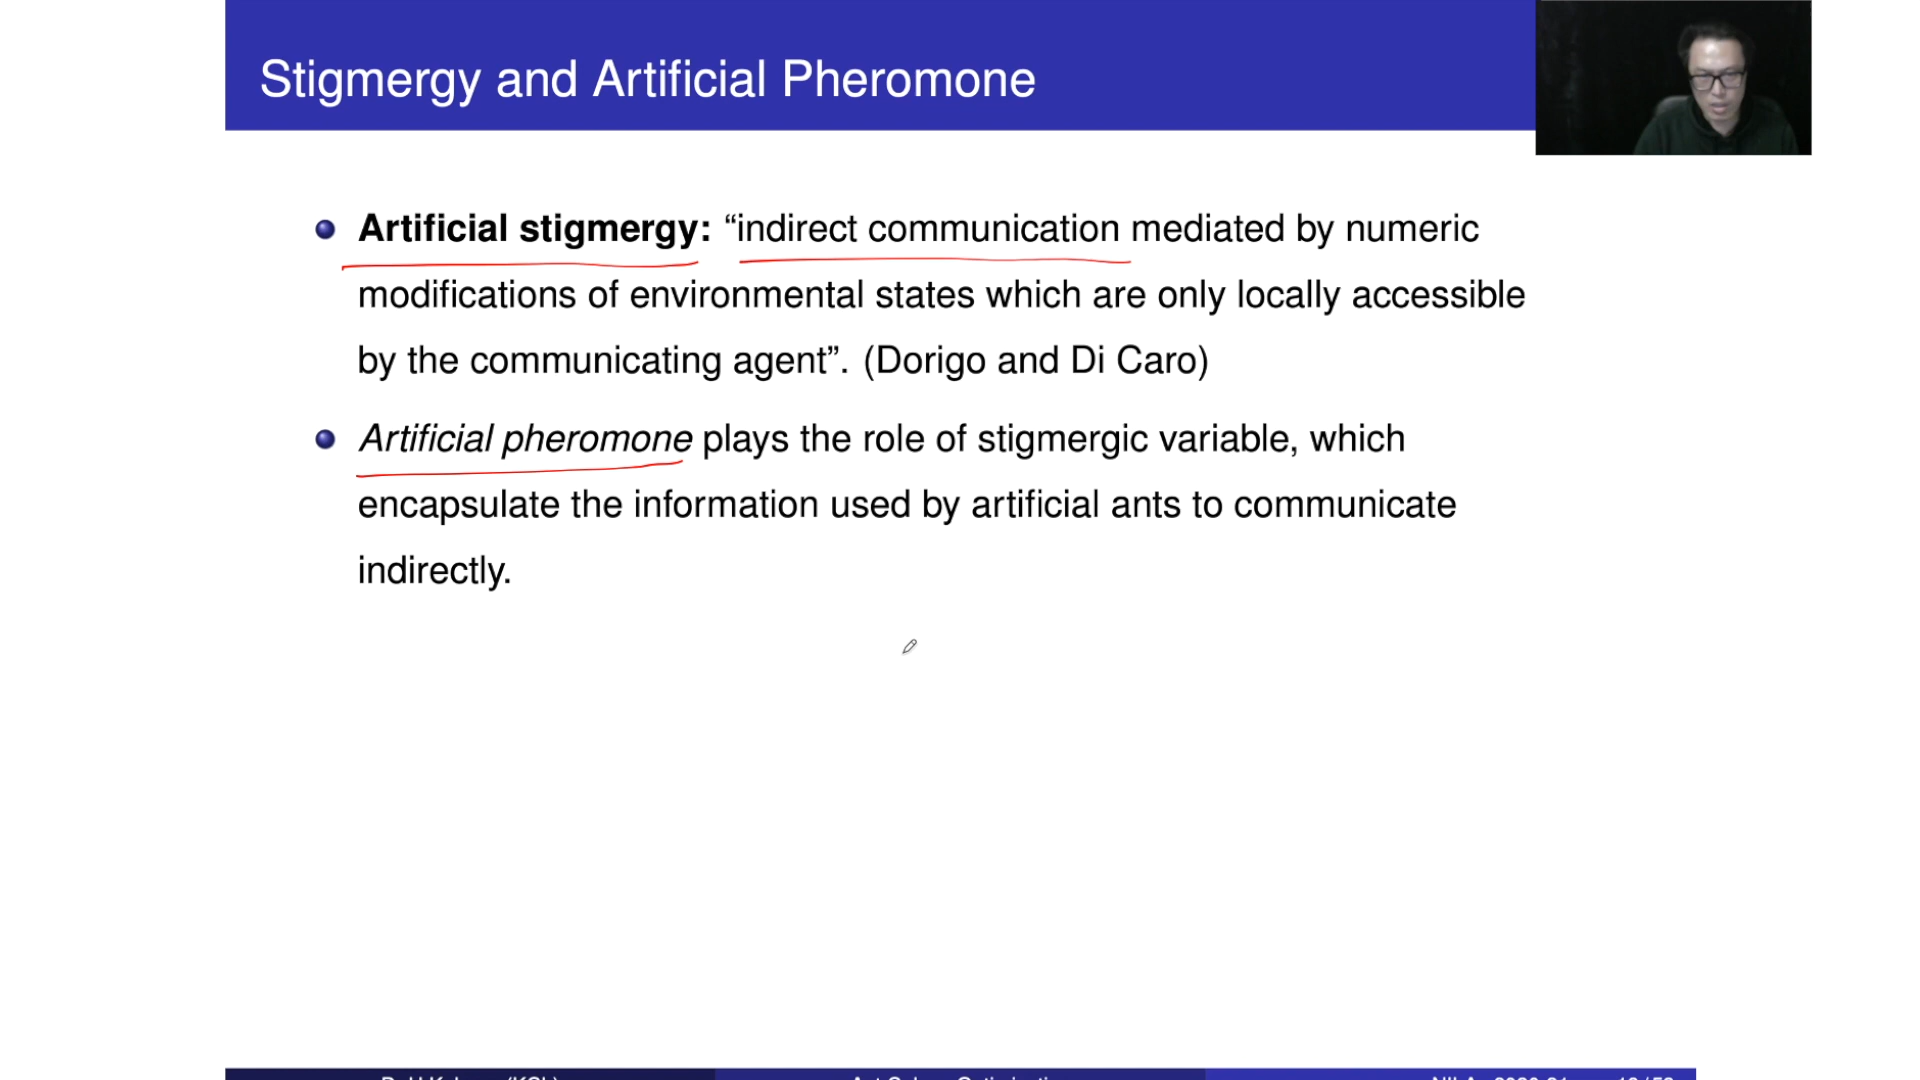 Stigmergy and Artificial Pheromone
Artificial stigmergy: “indirect communication mediated by numeric
modifications of environmental states which are only locally accessible
by the communicating agent”. (Dorigo and Di Caro)
Artificial pheromone plays the role of stigmergic variable, which
encapsulate the information used by artificial ants to communicate
indirectly.